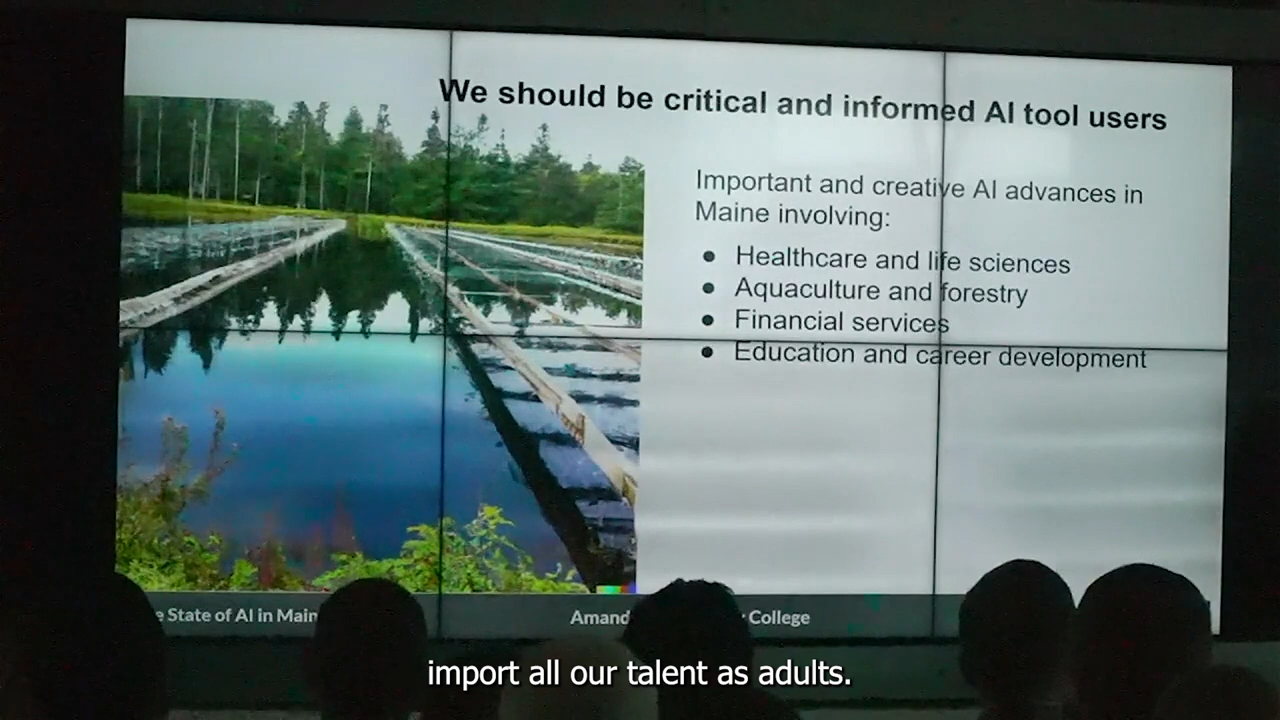 We should be critical and informed AI tool users
Important and creative AI advances in
Maine involving:
● Healthcare and life sciences
● Aquaculture and forestry
● Financial services
● Education and career development
State of AI in
College
import all our talent as adults.